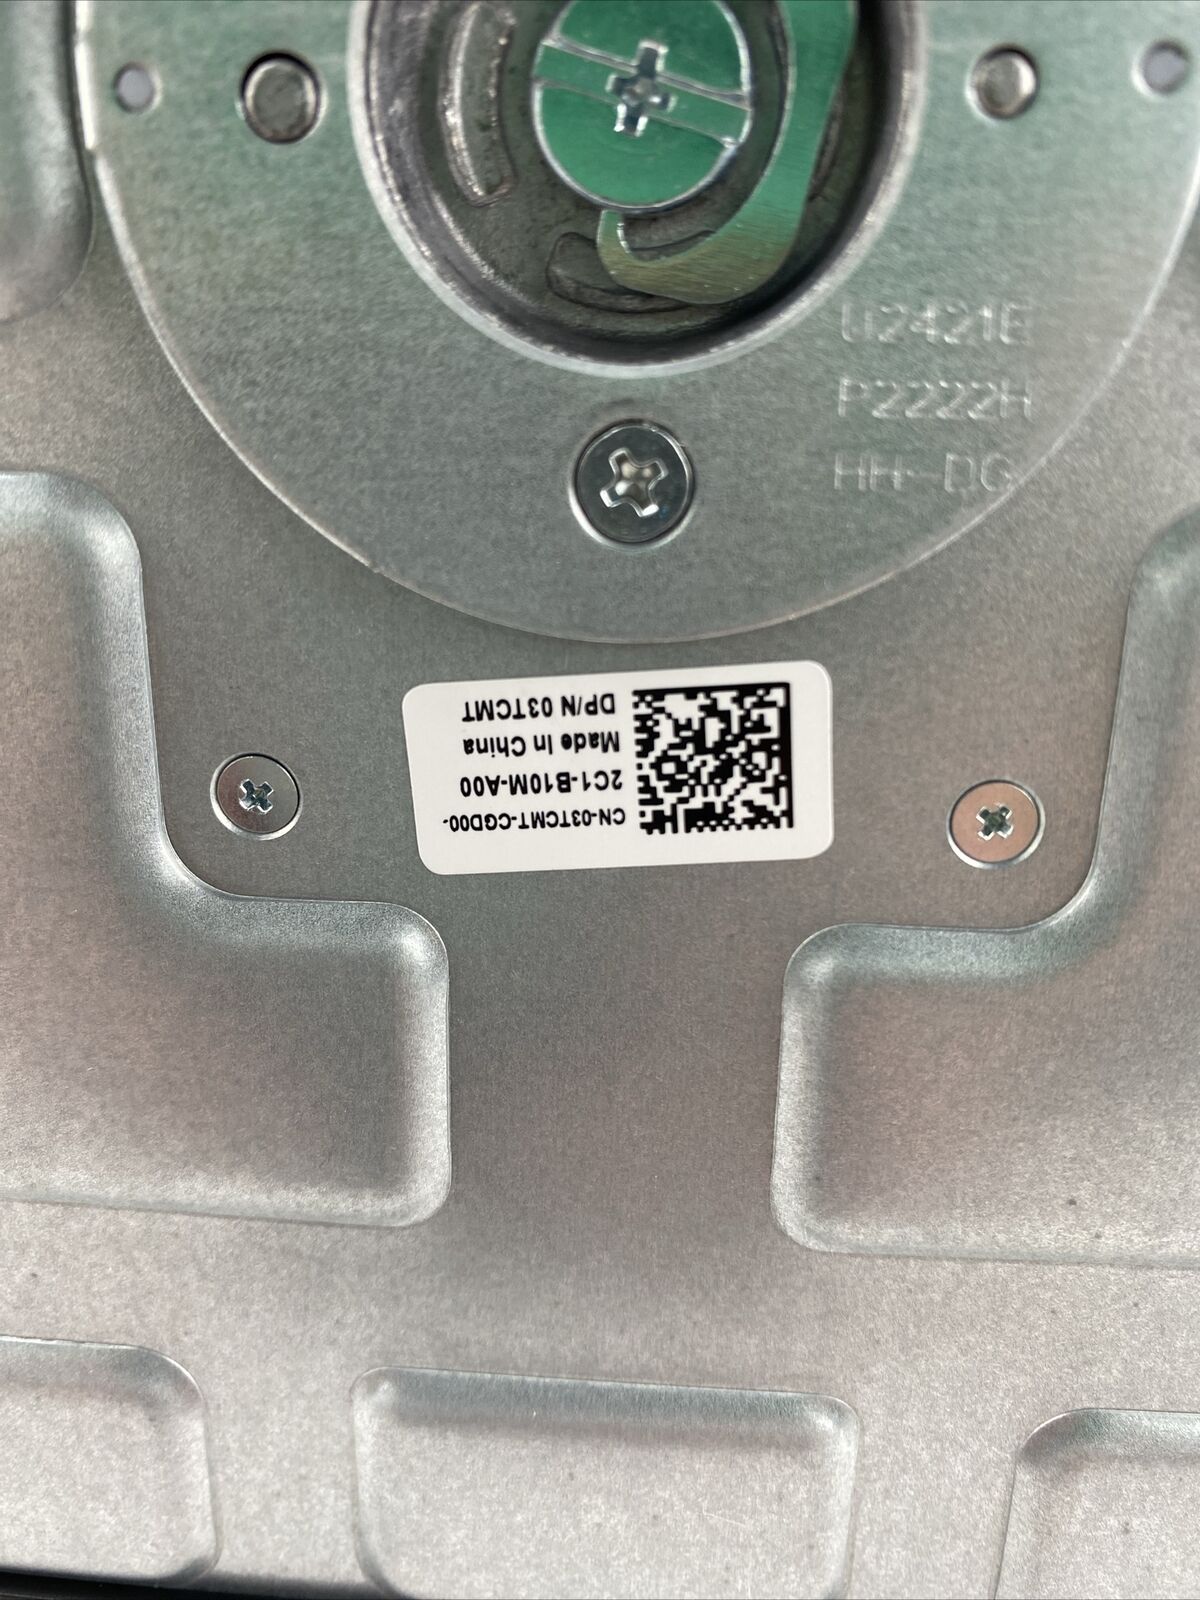 U2421E
P2222H
HH-DG
CN-03TCMT-CGD00-
2C1-B10M-A00
Made In China
DP/N 03TCMT